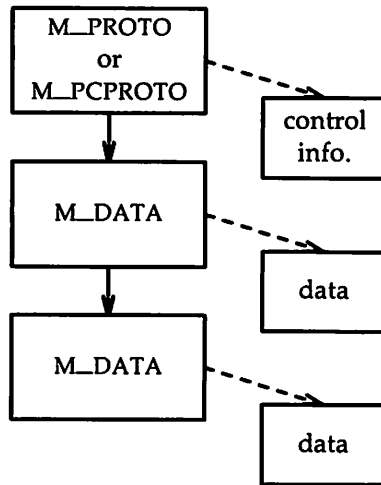 M_PROTO
or
M_PCPROTO
control
info.
M_DATA
data
M_DATA
data